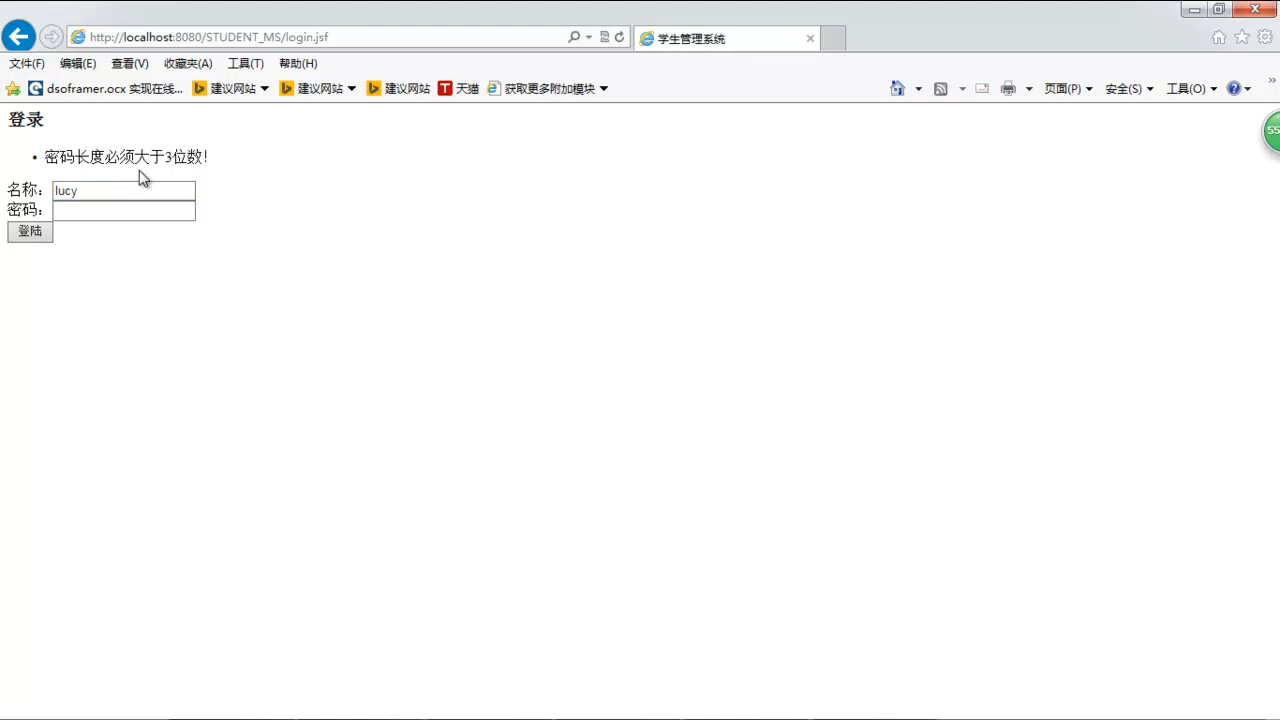 http://localhost:8080/STUDENT_MS/login.jsf
学生管理系统
文件(F) 编辑(E) 查看(V) 收藏夹(A) 工具(T) 帮助(H)
dsoframer.ocx 实现在线... 建议网站 建议网站 建议网站 天猫 获取更多附加模块 页面(P) 安全(S) 工具(O)
55
登录
• 密码长度必须大于3位数!
名称: lucy
密码:
登陆